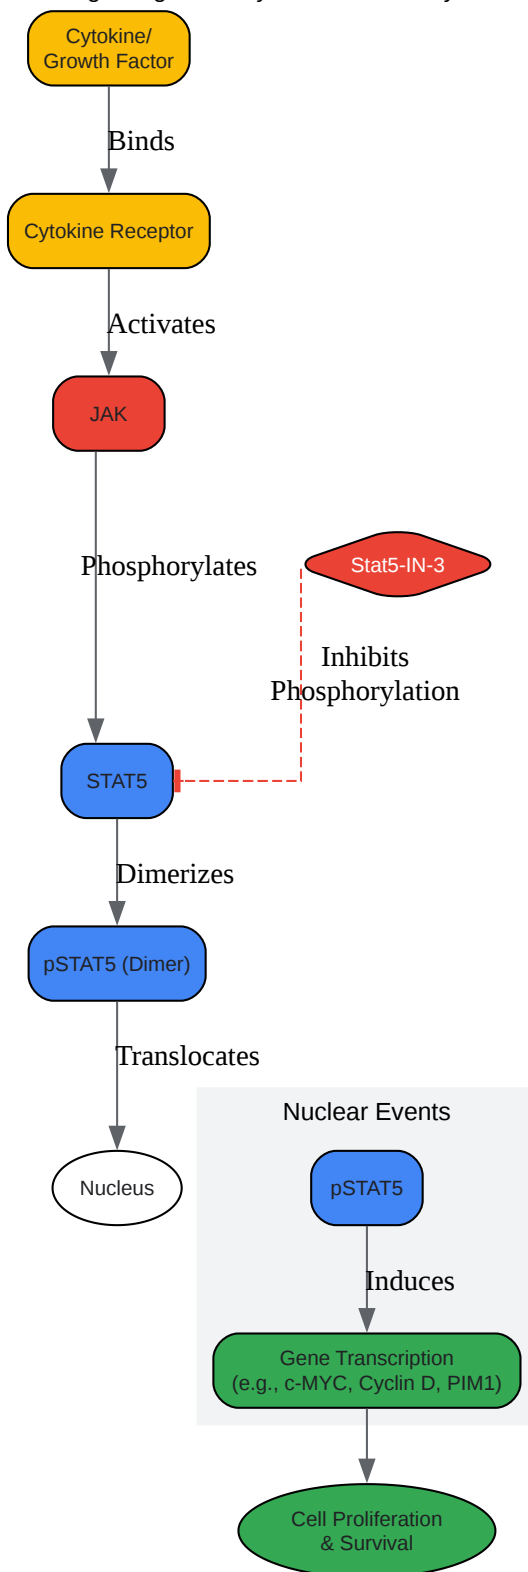 Cytokine/
Growth Factor
Binds
Cytokine Receptor
Activates
JAK
Phosphorylates
Stat5-IN-3
Inhibits
Phosphorylation
STAT5
Dimerizes
pSTAT5 (Dimer)
Translocates
Nuclear Events
Nucleus
pSTAT5
Induces
Gene Transcription
(e.g., c-MYC, Cyclin D, PIM1)
Cell Proliferation
& Survival